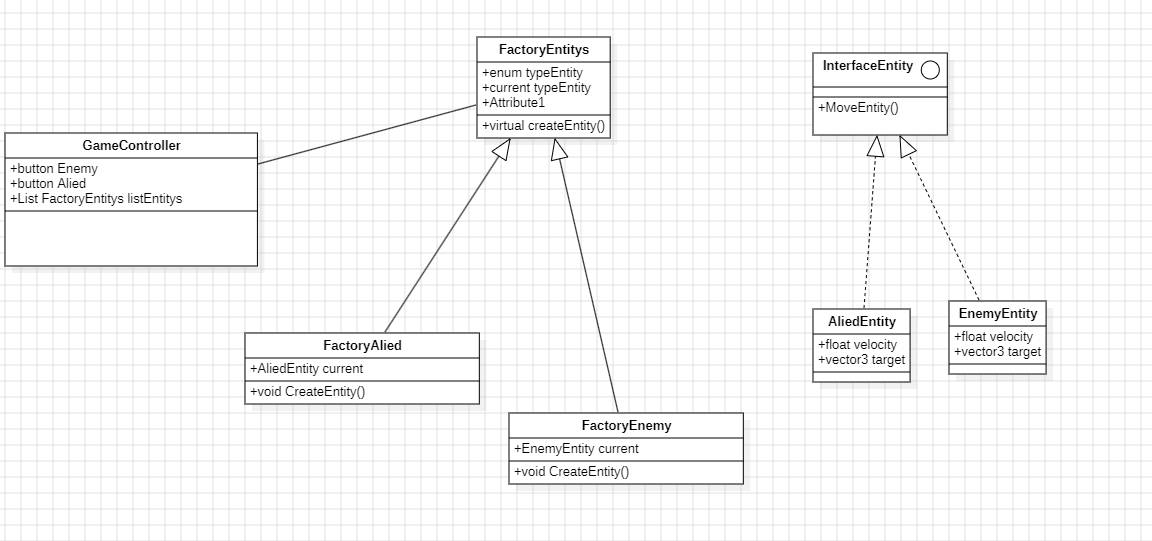 FactoryEntitys
+enum typeEntity
+current typeEntity
+Attribute1
+virtual createEntity()
InterfaceEntity
+MoveEntity()
GameController
+button Enemy
+button Alied
+List FactoryEntitys listEntitys
FactoryAlied
+AliedEntity current
+void CreateEntity()
FactoryEnemy
+EnemyEntity current
+void CreateEntity()
AliedEntity
+float velocity
+vector3 target
EnemyEntity
+float velocity
+vector3 target